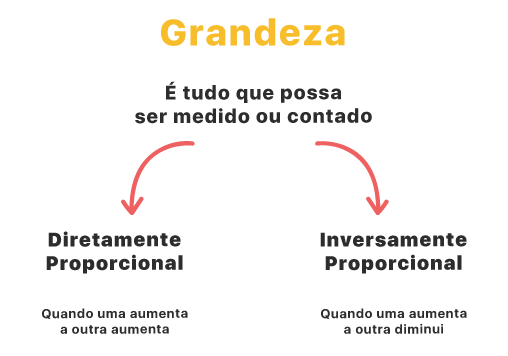 Grandeza
É tudo que possa
ser medido ou contado
Diretamente
Proporcional
Quando uma aumenta
a outra aumenta
Inversamente
Proporcional
Quando uma aumenta
a outra diminui